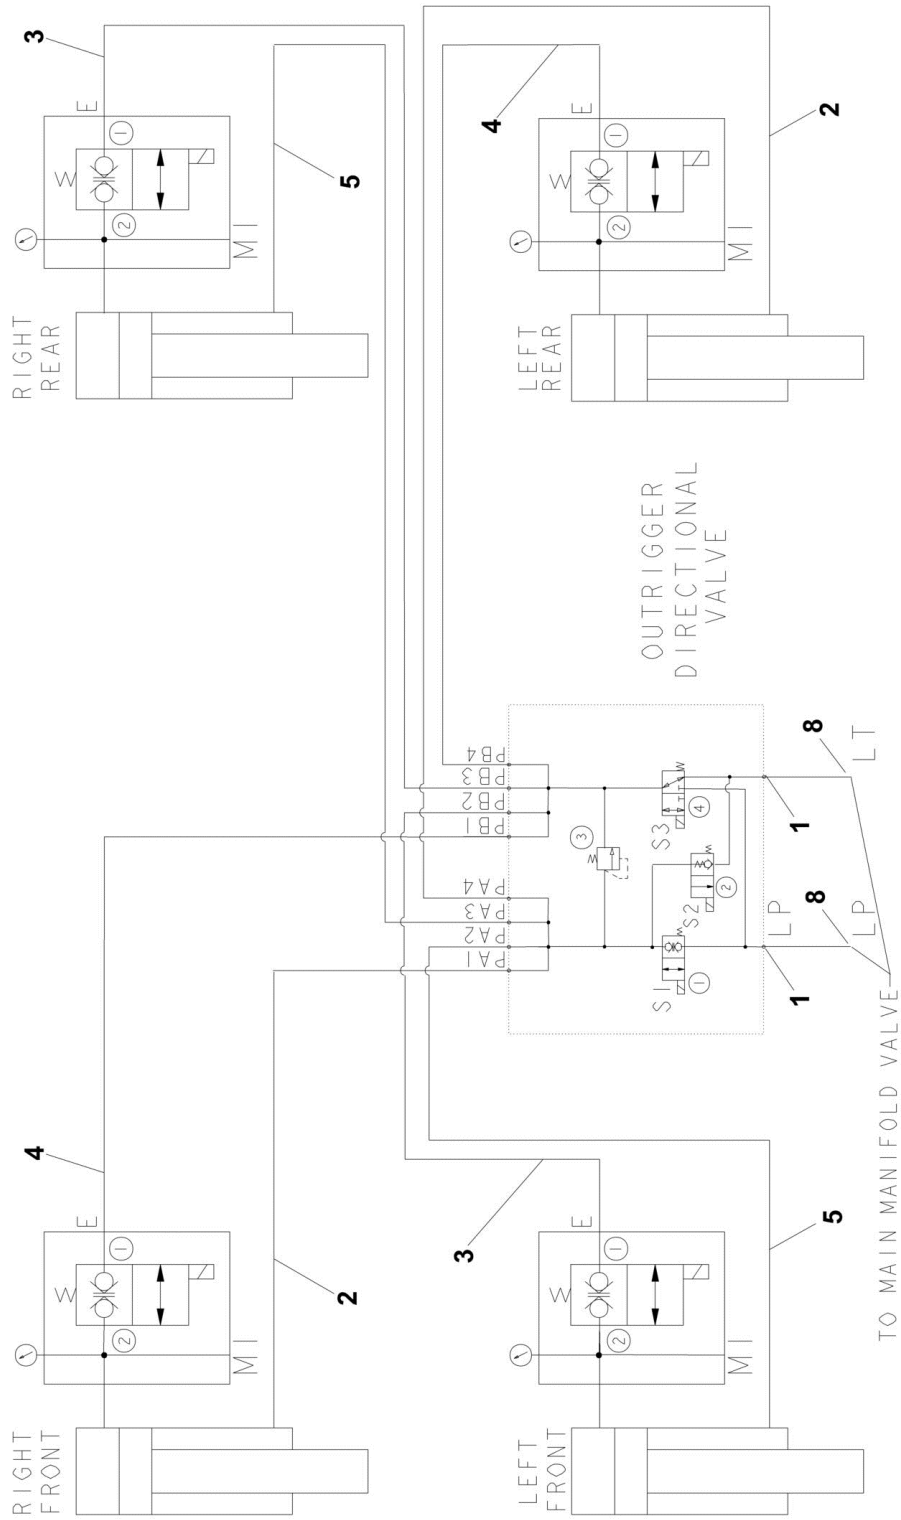 RIGHT
REAR
3
E
1
W
2
MI
5
LEFT
REAR
4
E
1
W
2
MI
2
OUTRIGGER
DIRECTIONAL
VALVE
PB4
PB3
PB2
PB1
PA4
PA3
PA2
PA1
3
S3
4
S2
2
S1
1
LP
1
1
8
LT
8
LP
TO MAIN MANIFOLD VALVE
RIGHT
FRONT
4
E
1
W
2
MI
2
LEFT
FRONT
3
E
1
W
2
MI
5